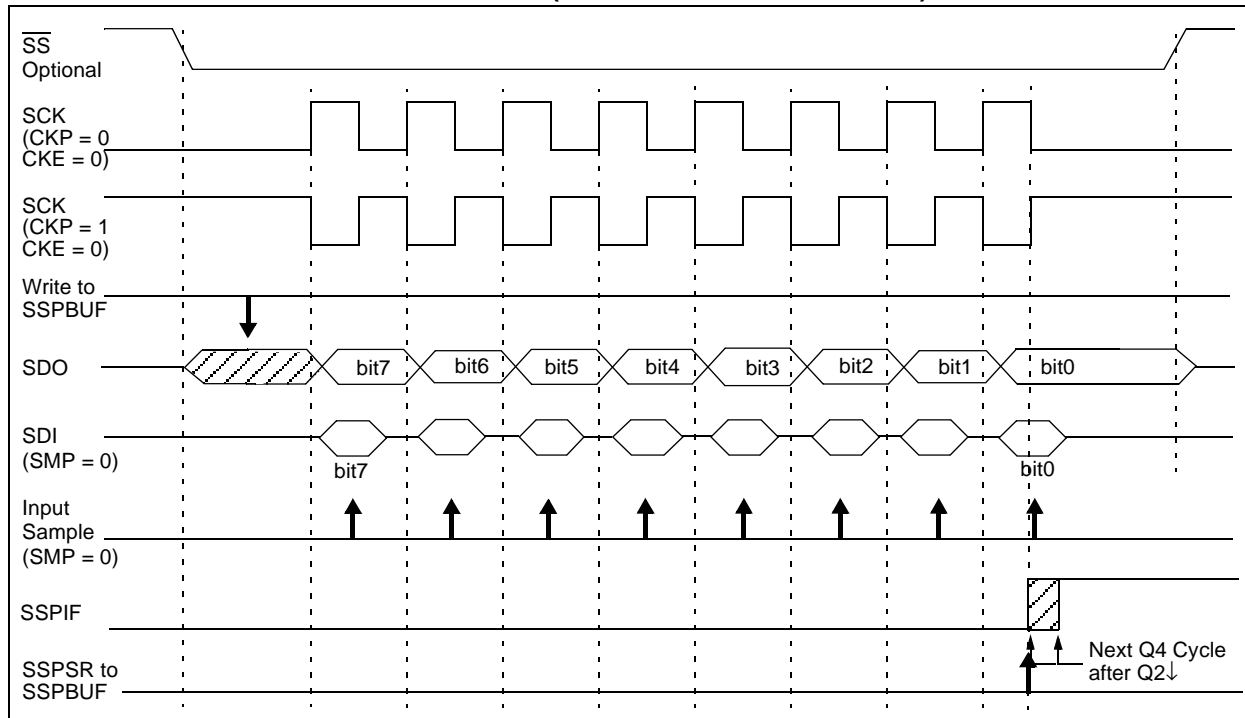 SS
Optional
SCK
(CKP = 0
CKE = 0)
SCK
(CKP = 1
CKE = 0)
Write to
SSPBUF
SDO
bit7 bit6 bit5 bit4 bit3 bit2 bit1 bit0
SDI
(SMP = 0)
bit7 bit0
Input
Sample
(SMP = 0)
SSPIF
Next Q4 Cycle
after Q2↓
SSPSR to
SSPBUF